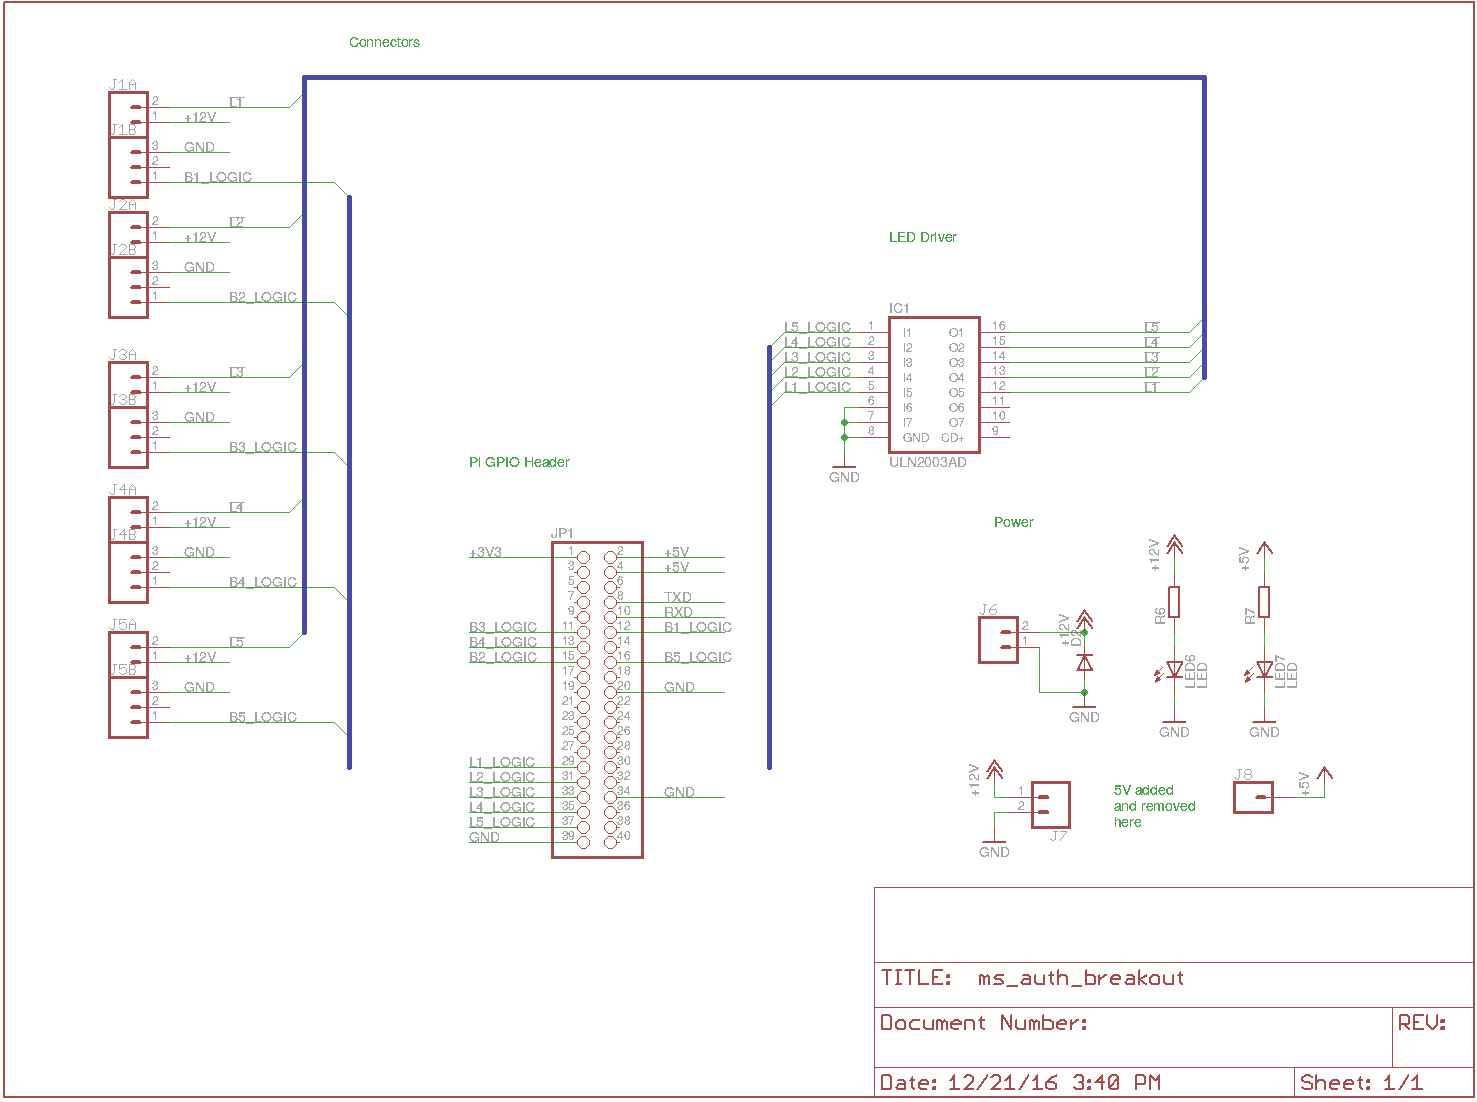 Connectors
J1A
2 L1
1 +12V
J1B
3 GND
2
1 B1_LOGIC
J2A
2 L2
1 +12V
J2B
3 GND
2
1 B2_LOGIC
J3A
2 L3
1 +12V
J3B
3 GND
2
1 B3_LOGIC
J4A
2 L4
1 +12V
J4B
3 GND
2
1 B4_LOGIC
J5A
2 L5
1 +12V
J5B
3 GND
2
1 B5_LOGIC
LED Driver
IC1
L5_LOGIC 1 I1 O1 16 L5
L4_LOGIC 2 I2 O2 15 L4
L3_LOGIC 3 I3 O3 14 L3
L2_LOGIC 4 I4 O4 13 L2
L1_LOGIC 5 I5 O5 12 L1
6 I6 O6 11
7 I7 O7 10
8 GND CD+ 9
ULN2003AD
GND
PI GPIO Header
JP1
+3V3 1 2 +5V
3 4 +5V
5 6
7 8 TXD
9 10 RXD
B3_LOGIC 11 12 B1_LOGIC
B4_LOGIC 13 14
B2_LOGIC 15 16 B5_LOGIC
17 18
19 20 GND
21 22
23 24
25 26
27 28
L1_LOGIC 29 30
L2_LOGIC 31 32
L3_LOGIC 33 34 GND
L4_LOGIC 35 36
L5_LOGIC 37 38
GND 39 40
Power
J6
2
1
+12V
GND
+12V
R6
LED6
LED
GND
+5V
R7
LED7
LED
GND
+12V
1
2
J7
GND
5V added
and removed
here
J8
+5V
TITLE: ms_auth_breakout
Document Number:
REV:
Date: 12/21/16 3:40 PM
Sheet: 1/1